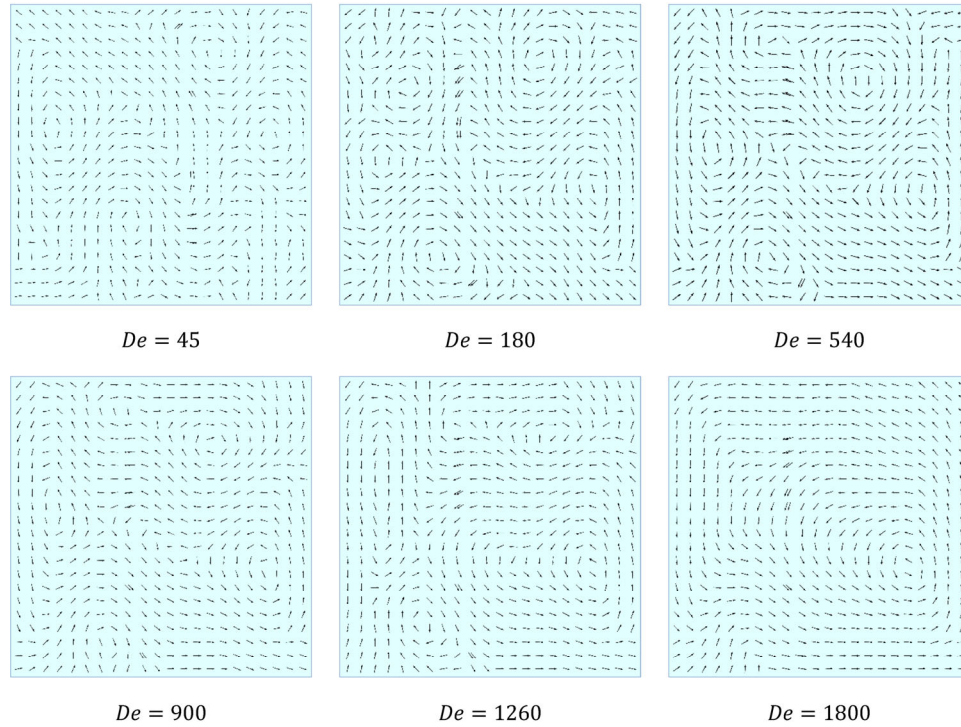 De = 45
De = 180
De = 540
De = 900
De = 1260
De = 1800